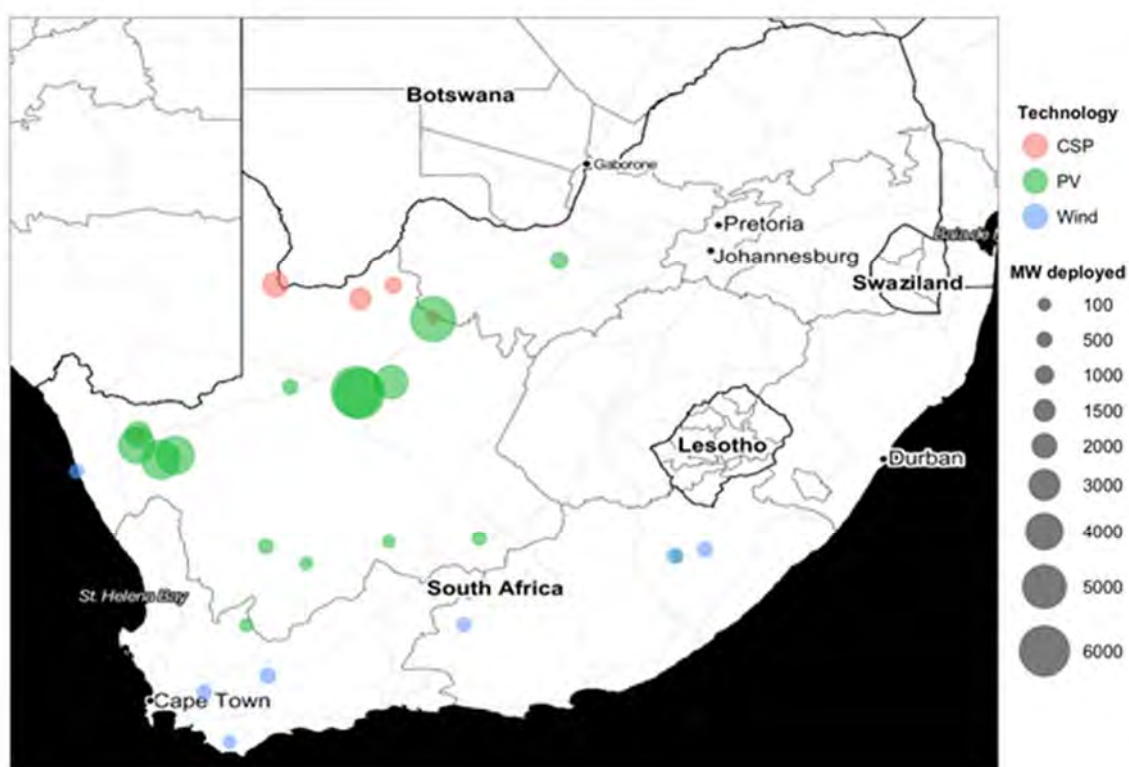 Botswana
Gaborone
Pretoria
Johannesburg
Swaziland
Lesotho
Durban
South Africa
St. Helena Bay
Cape Town
Technology
CSP
PV
Wind
MW deployed
100
500
1000
1500
2000
3000
4000
5000
6000